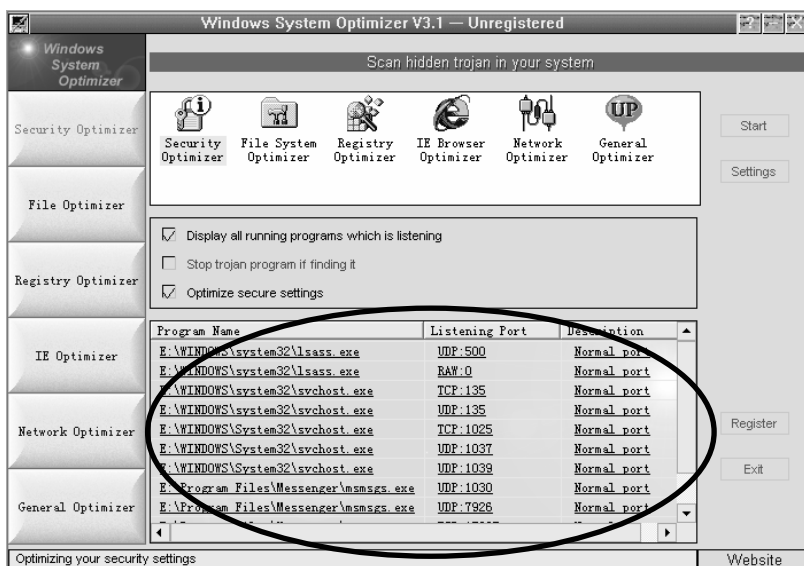 Windows System Optimizer V3.1 — Unregistered
Windows
System
Optimizer
Scan hidden trojan in your system
Security Optimizer
File Optimizer
Registry Optimizer
IE Optimizer
Network Optimizer
General Optimizer
Security Optimizer
File System Optimizer
Registry Optimizer
IE Browser Optimizer
Network Optimizer
UP
General Optimizer
Start
Settings
Display all running programs which is listening
Stop trojan program if finding it
Optimize secure settings
Program Name Listening Port Description
E:\WINDOWS\system32\lsass.exe UDP:500 Normal port
E:\WINDOWS\system32\lsass.exe RAW:0 Normal port
E:\WINDOWS\system32\svchost.exe TCP:135 Normal port
E:\WINDOWS\system32\svchost.exe UDP:135 Normal port
E:\WINDOWS\System32\svchost.exe TCP:1025 Normal port
E:\WINDOWS\System32\svchost.exe UDP:1037 Normal port
E:\WINDOWS\System32\svchost.exe UDP:1039 Normal port
E:\Program Files\Messenger\msmsgs.exe UDP:1030 Normal port
E:\Program Files\Messenger\msmsgs.exe UDP:7926 Normal port
Register
Exit
Optimizing your security settings
Website